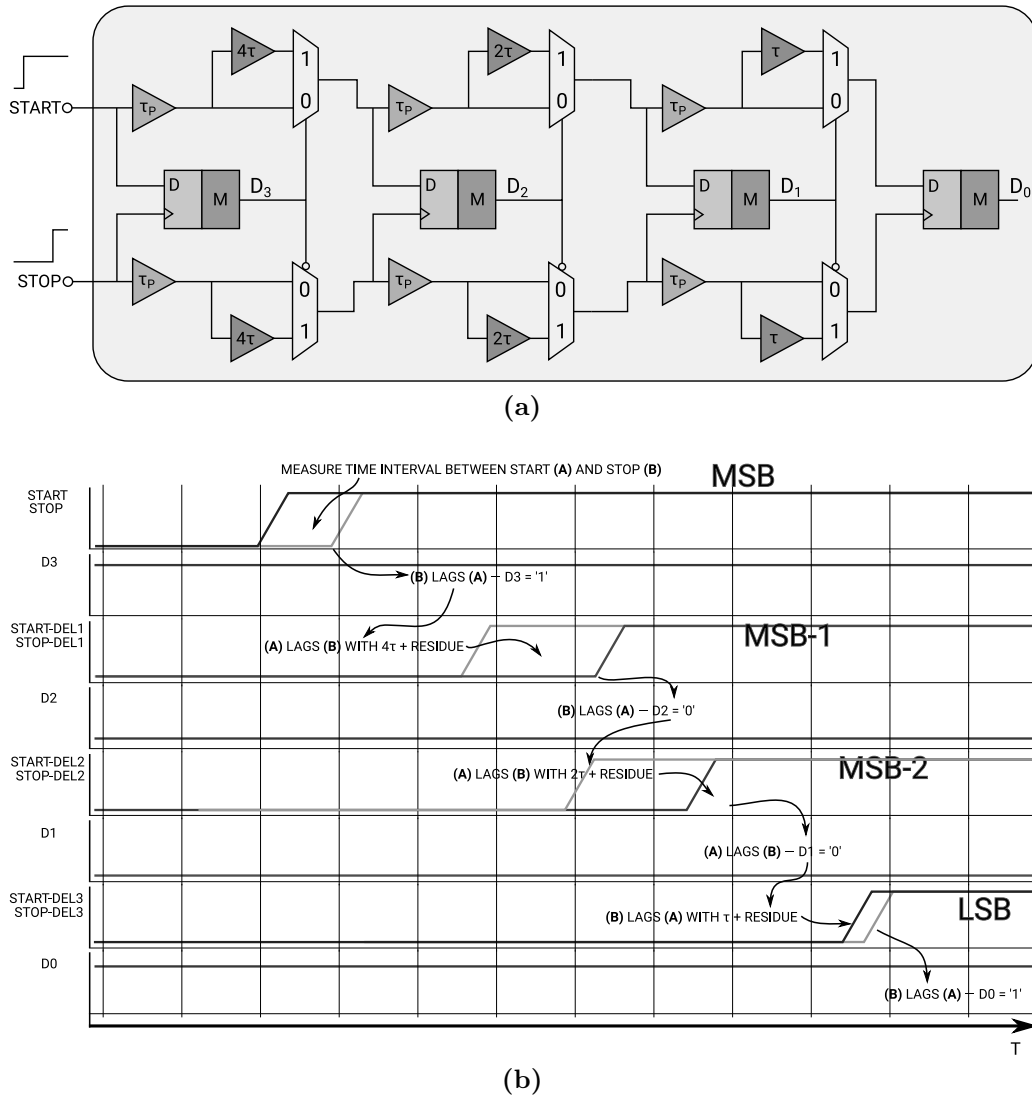 4τ 1 2τ 1 τ 1
START τP 0 τP 0 τP 0
D M D3 D M D2 D M D1 D M D0
STOP τP 0 τP 0 τP 0
4τ 1 2τ 1 τ 1
(a)
MEASURE TIME INTERVAL BETWEEN START (A) AND STOP (B) MSB
START
STOP
D3
(B) LAGS (A) – D3 = '1'
START-DEL1
STOP-DEL1
(A) LAGS (B) WITH 4τ + RESIDUE
MSB-1
D2
(B) LAGS (A) – D2 = '0'
START-DEL2
STOP-DEL2
(A) LAGS (B) WITH 2τ + RESIDUE
MSB-2
D1
(A) LAGS (B) – D1 = '0'
START-DEL3
STOP-DEL3
(B) LAGS (A) WITH τ + RESIDUE
LSB
D0
(B) LAGS (A) – D0 = '1'
T
(b)